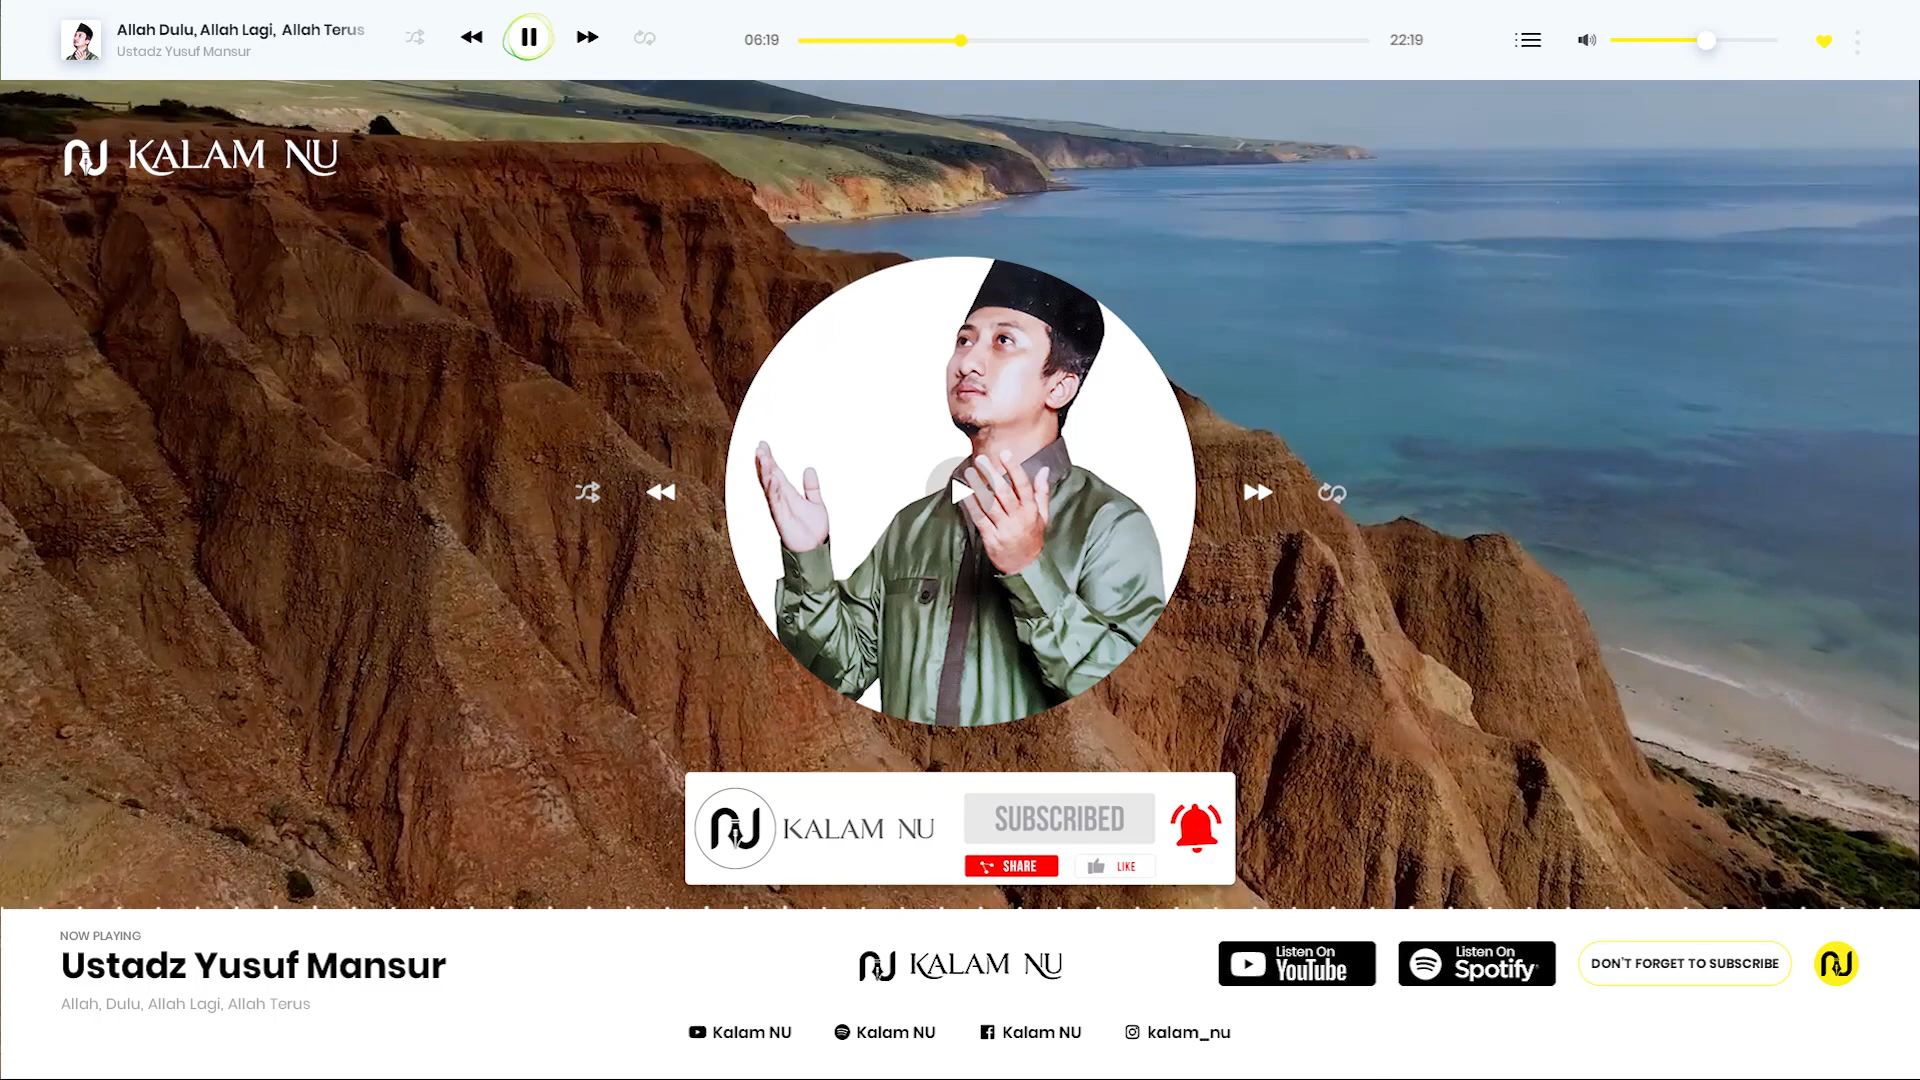 Allah Dulu, Allah Lagi, Allah Terus
Ustadz Yusuf Mansur
06:19
22:19
KALAM NU
KALAM NU
SUBSCRIBED
SHARE
LIKE
NOW PLAYING
Ustadz Yusuf Mansur
Allah, Dulu, Allah Lagi, Allah Terus
KALAM NU
Listen On
YouTube
Listen On
Spotify
DON'T FORGET TO SUBSCRIBE
Kalam NU
Kalam NU
Kalam NU
kalam_nu